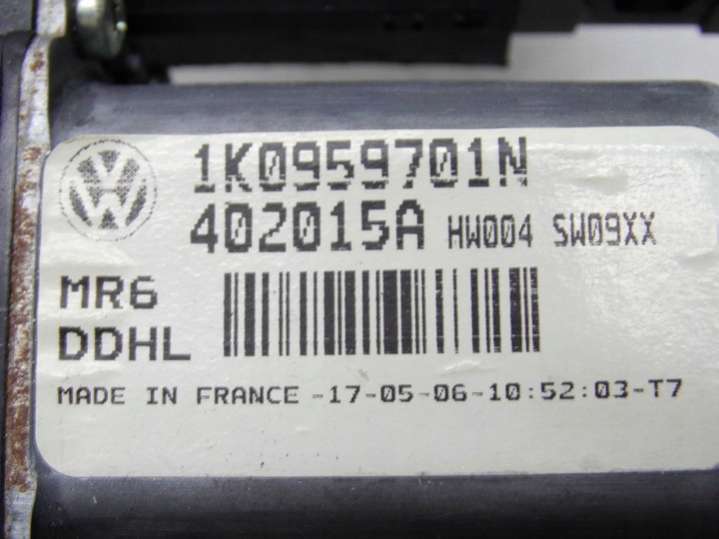 1K0959701N
402015A HW004 SW09XX
MR6
DDHL
MADE IN FRANCE -17-05-06-10:52:03-T7